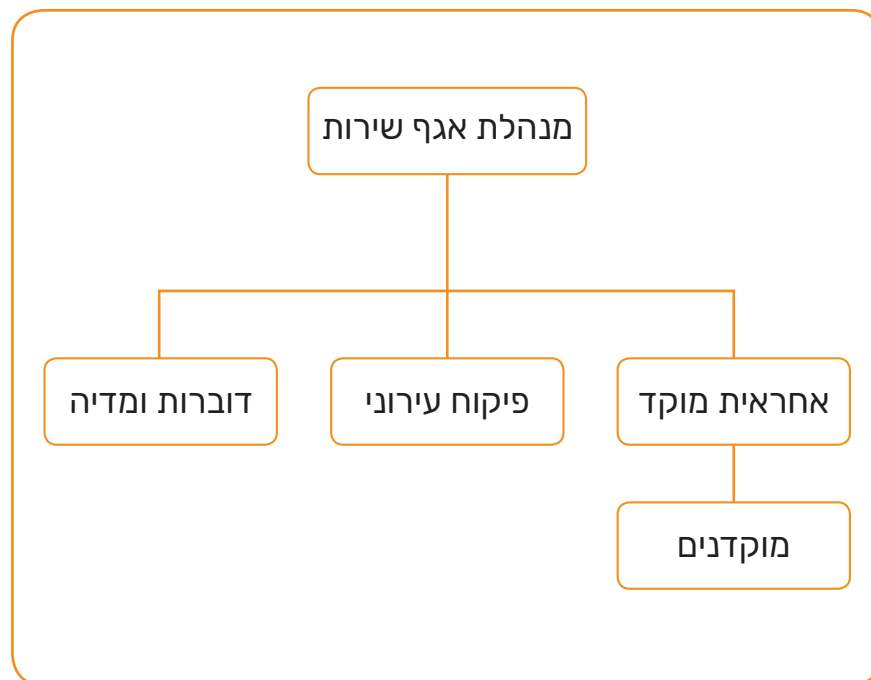 מנהלת אגף שירות
אחראית מוקד
פיקוח עירוני
דוברות ומדיה
מוקדנים